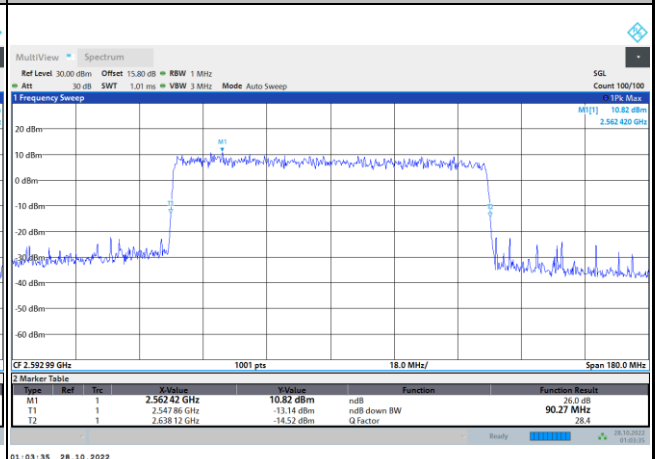 MultiView Spectrum
Ref Level 30.00 dBm Offset 15.80 dB RBW 1 MHz SGL
Att 30 dB SWT 1.01 ms VBW 3 MHz Mode Auto Sweep Count 100/100
1 Frequency Sweep 1Pk Max
M1[1] 10.82 dBm
2.562 420 GHz
20 dBm
M1
10 dBm
0 dBm
-10 dBm
T1 T2
-20 dBm
-30 dBm
-40 dBm
-50 dBm
-60 dBm
CF 2.592 99 GHz 1001 pts 18.0 MHz/ Span 180.0 MHz
2 Marker Table
Type Ref Trc X-Value Y-Value Function Function Result
M1 1 2.562 42 GHz 10.82 dBm ndB 26.0 dB
T1 1 2.547 86 GHz -13.14 dBm ndB down BW 90.27 MHz
T2 1 2.638 12 GHz -14.52 dBm Q Factor 28.4
Ready 28.10.2022
01:03:35
01:03:35 28.10.2022